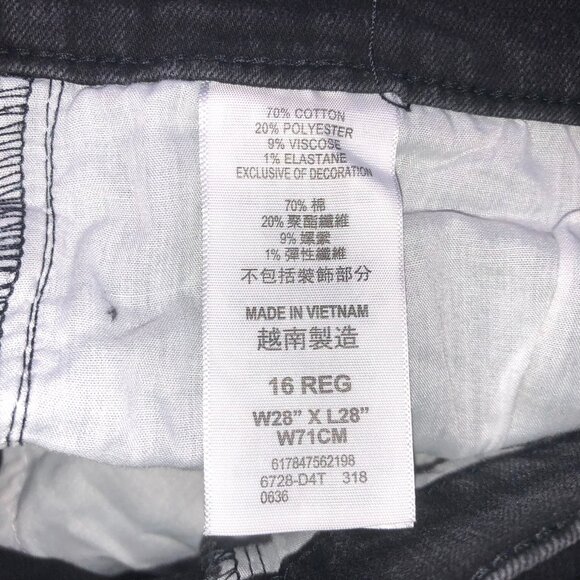 70% COTTON
20% POLYESTER
9% VISCOSE
1% ELASTANE
EXCLUSIVE OF DECORATION
70% 棉
20% 聚酯纖維
9% 嫘縈
1% 彈性纖維
不包括裝飾部分
MADE IN VIETNAM
越南製造
16 REG
W28" X L28"
W71CM
617847562198
6728-D4T 318
0636